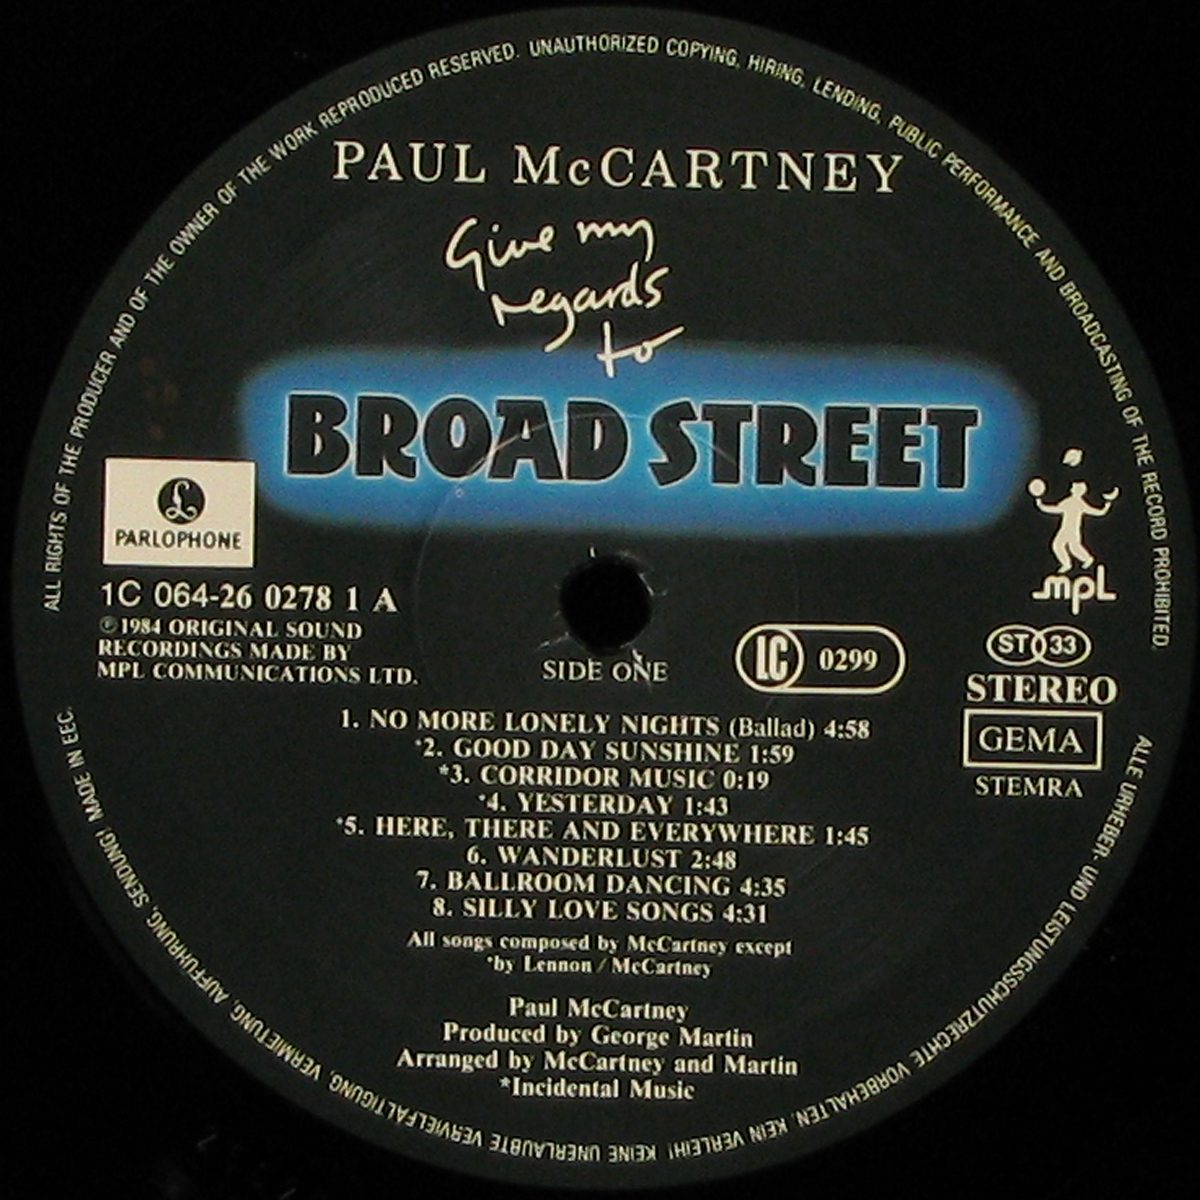 ALL RIGHTS OF THE PRODUCER AND OF THE OWNER OF THE WORK REPRODUCED RESERVED. UNAUTHORIZED COPYING, HIRING, LENDING, PUBLIC PERFORMANCE AND BROADCASTING OF THE RECORD PROHIBITED.
PAUL McCARTNEY
Give my
regards
to
BROAD STREET
£
PARLOPHONE
mpl
1C 064-26 0278 1 A
℗1984 ORIGINAL SOUND
RECORDINGS MADE BY
MPL COMMUNICATIONS LTD.
SIDE ONE
LC 0299
ST 33
STEREO
GEMA
STEMRA
1. NO MORE LONELY NIGHTS (Ballad) 4:58
*2. GOOD DAY SUNSHINE 1:59
*3. CORRIDOR MUSIC 0:19
*4. YESTERDAY 1:43
*5. HERE, THERE AND EVERYWHERE 1:45
6. WANDERLUST 2:48
7. BALLROOM DANCING 4:35
8. SILLY LOVE SONGS 4:31
All songs composed by McCartney except
*by Lennon/McCartney
Paul McCartney
Produced by George Martin
Arranged by McCartney and Martin
*Incidental Music
ALLE URHEBER- UND LEISTUNGSSCHUTZRECHTE VORBEHALTEN. KEIN VERLEIH! KEINE UNERLAUBTE VERVIELFÄLTIGUNG, VERMIETUNG, AUFFÜHRUNG, SENDUNG! MADE IN EEC.